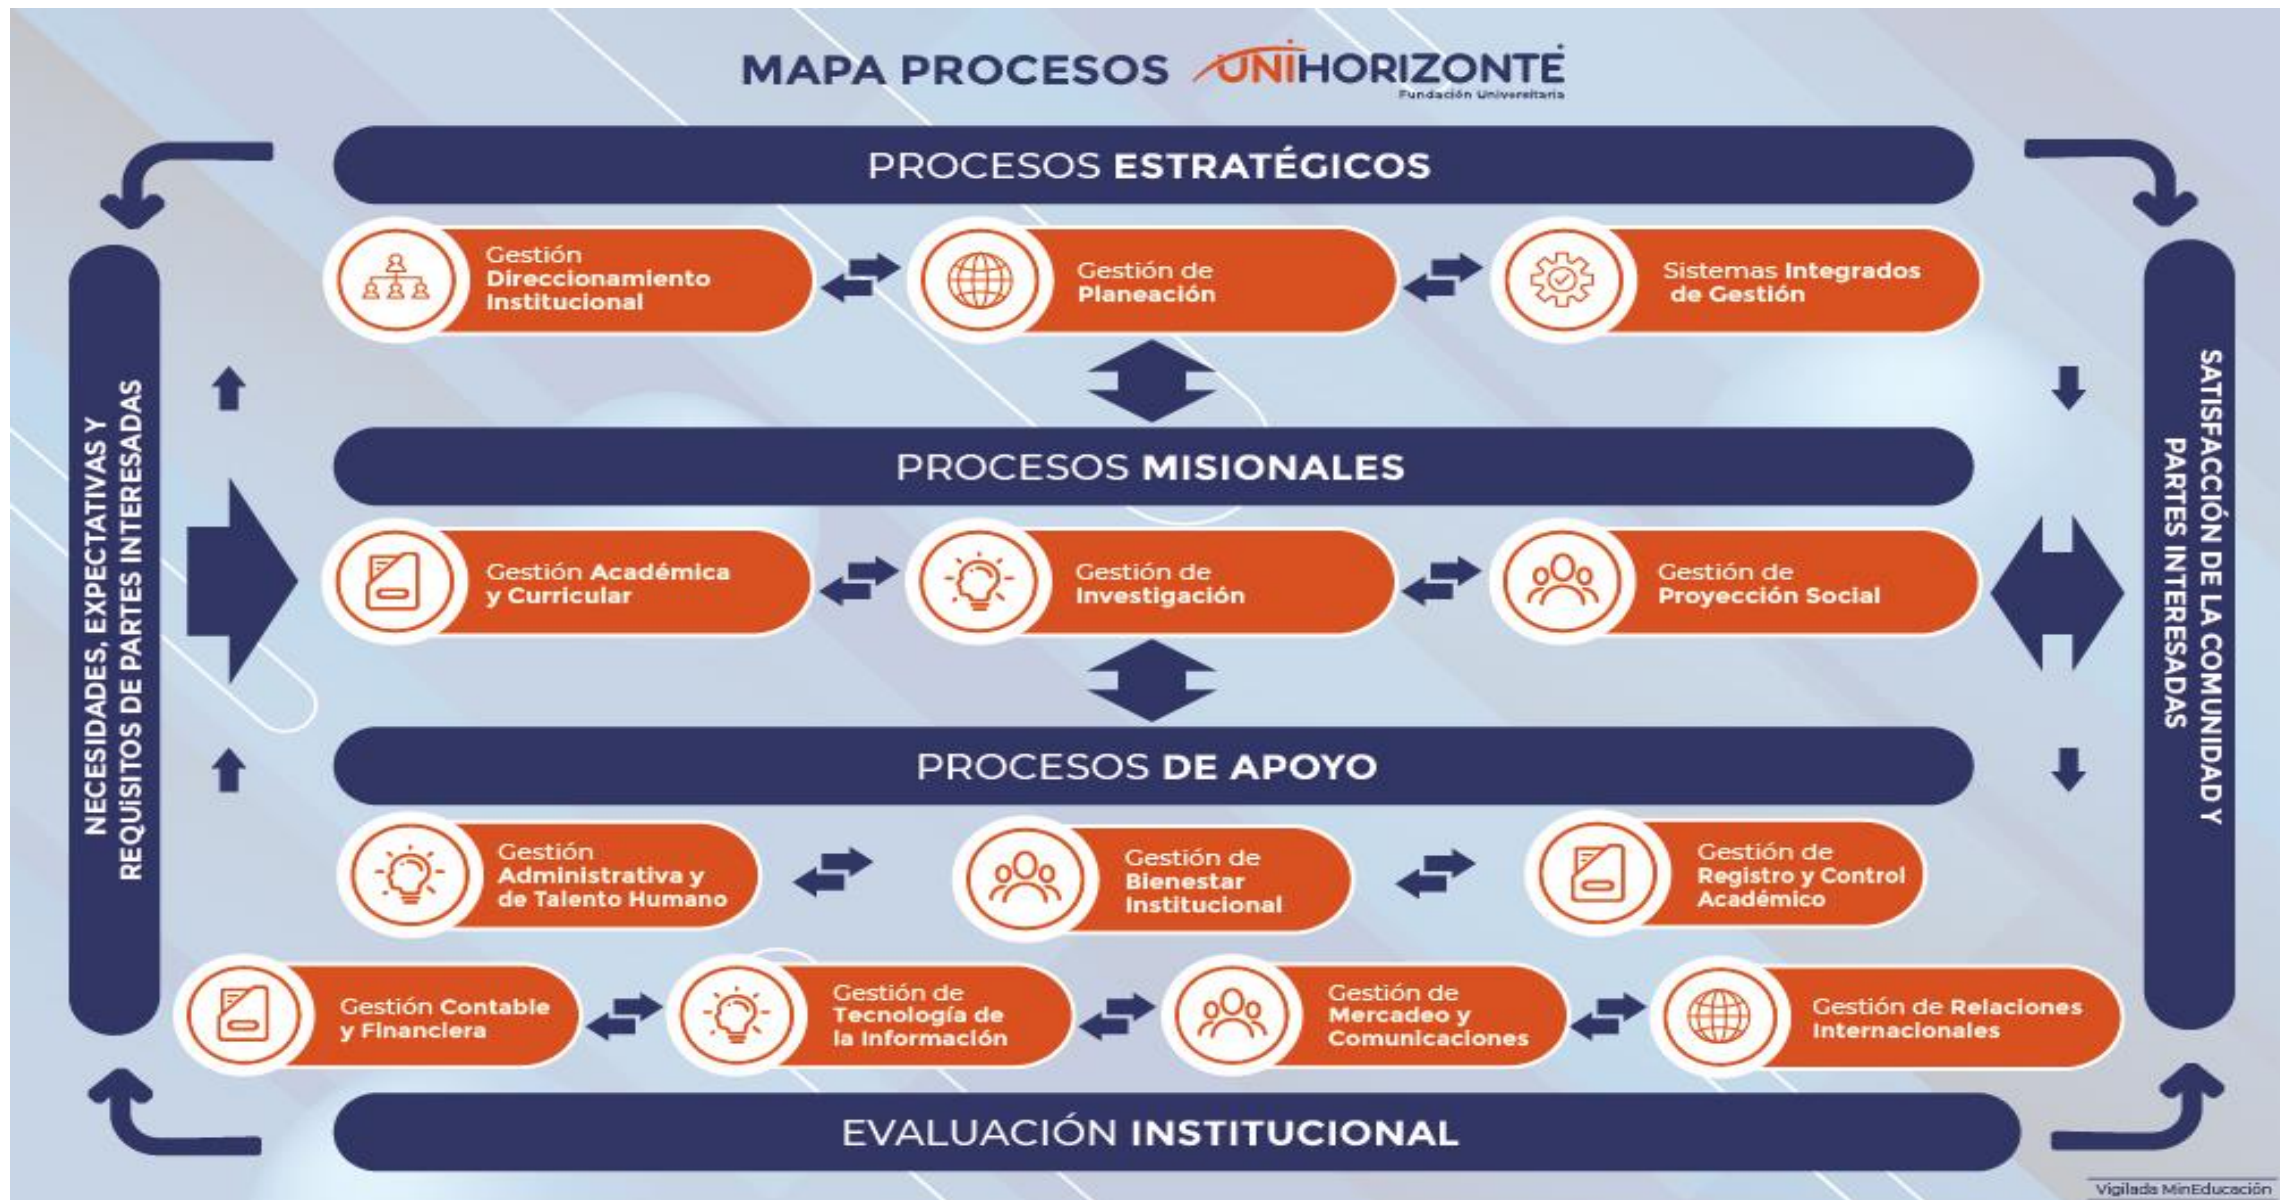 MAPA PROCESOS UNIHORIZONTE
Fundación Universitaria
PROCESOS ESTRATÉGICOS
Gestión
Direccionamiento
Institucional
Gestión de
Planeación
Sistemas Integrados
de Gestión
NECESIDADES, EXPECTATIVAS Y
REQUiSITOS DE PARTES INTERESADAS
SATISFACCIÓN DE LA COMUNIDAD Y
PARTES INTERESADAS
PROCESOS MISIONALES
Gestión Académica
y Curricular
Gestión de
Investigación
Gestión de
Proyección Social
PROCESOS DE APOYO
Gestión
Administrativa y
de Talento Humano
Gestión de
Bienestar
Institucional
Gestión de
Registro y Control
Académico
Gestión Contable
y Financiera
Gestión de
Tecnología de
la Información
Gestión de
Mercadeo y
Comunicaciones
Gestión de Relaciones
Internacionales
EVALUACIÓN INSTITUCIONAL
Vigilada MinEducación